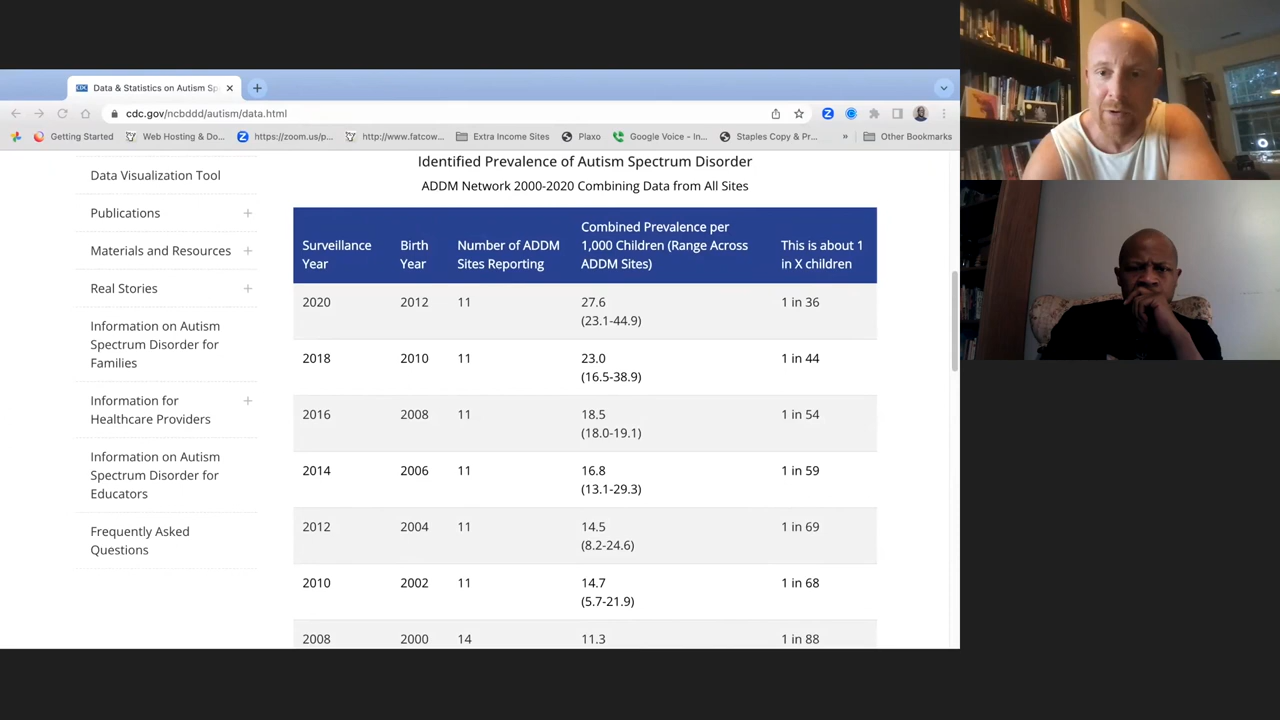 Data & Statistics on Autism Sp
cdc.gov/ncbddd/autism/data.html
Getting Started
Web Hosting & Do...
https://zoom.us/p...
http://www.fatcow...
Extra Income Sites
Plaxo
Google Voice - In...
Staples Copy & Pr...
»
Other Bookmarks
Data Visualization Tool
Publications
Materials and Resources
Real Stories
Information on Autism
Spectrum Disorder for
Families
Information for
Healthcare Providers
Information on Autism
Spectrum Disorder for
Educators
Frequently Asked
Questions
Identified Prevalence of Autism Spectrum Disorder
ADDM Network 2000-2020 Combining Data from All Sites
Surveillance
Year
Birth
Year
Number of ADDM
Sites Reporting
Combined Prevalence per
1,000 Children (Range Across
ADDM Sites)
This is about 1
in X children
2020 2012 11 27.6 1 in 36
(23.1-44.9)
2018 2010 11 23.0 1 in 44
(16.5-38.9)
2016 2008 11 18.5 1 in 54
(18.0-19.1)
2014 2006 11 16.8 1 in 59
(13.1-29.3)
2012 2004 11 14.5 1 in 69
(8.2-24.6)
2010 2002 11 14.7 1 in 68
(5.7-21.9)
2008 2000 14 11.3 1 in 88